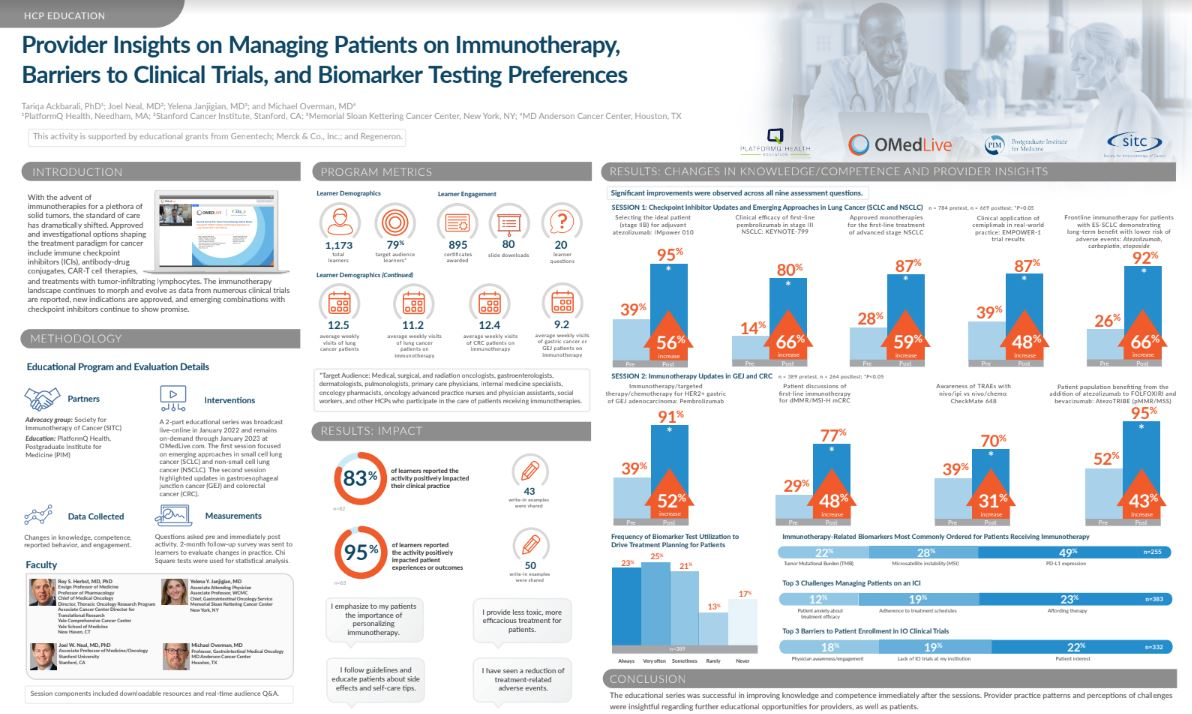 HCP EDUCATION
Provider Insights on Managing Patients on Immunotherapy,
Barriers to Clinical Trials, and Biomarker Testing Preferences
Tariqa Ackbarali, PhD¹; Joel Neal, MD²; Yelena Janjigian, MD³; and Michael Overman, MD⁴
¹PlatformQ Health, Needham, MA; ²Stanford Cancer Institute, Stanford, CA; ³Memorial Sloan Kettering Cancer Center, New York, NY; ⁴MD Anderson Cancer Center, Houston, TX
This activity is supported by educational grants from Genentech; Merck & Co., Inc.; and Regeneron.
PLATFORMQ HEALTH
EDUCATION
OMedLive
PIM
Postgraduate Institute
for Medicine
sitc
Society for Immunotherapy of Cancer
INTRODUCTION
With the advent of
immunotherapies for a plethora of
solid tumors, the standard of care
has dramatically shifted. Approved
and investigational options shaping
the treatment paradigm for cancer
include immune checkpoint
inhibitors (ICIs), antibody-drug
conjugates, CAR-T cell therapies,
and treatments with tumor-infiltrating lymphocytes. The immunotherapy
landscape continues to morph and evolve as data from numerous clinical trials
are reported, new indications are approved, and emerging combinations with
checkpoint inhibitors continue to show promise.
METHODOLOGY
Educational Program and Evaluation Details
Partners
Advocacy group: Society for
Immunotherapy of Cancer (SITC)
Education: PlatformQ Health,
Postgraduate Institute for
Medicine (PIM)
Interventions
A 2-part educational series was broadcast
live-online in January 2022 and remains
on-demand through January 2023 at
OMedLive.com. The first session focused
on emerging approaches in small cell lung
cancer (SCLC) and non-small cell lung
cancer (NSCLC). The second session
highlighted updates in gastroesophageal
junction cancer (GEJ) and colorectal
cancer (CRC).
Data Collected
Changes in knowledge, competence,
reported behavior, and engagement.
Measurements
Questions asked pre and immediately post
activity. 2-month follow-up survey was sent to
learners to evaluate changes in practice. Chi
Square tests were used for statistical analysis.
Faculty
Roy S. Herbst, MD, PhD
Ensign Professor of Medicine
Professor of Pharmacology
Chief of Medical Oncology
Director, Thoracic Oncology Research Program
Associate Cancer Center Director for
Translational Research
Yale Comprehensive Cancer Center
Yale School of Medicine
New Haven, CT
Yelena Y. Janjigian, MD
Associate Attending Physician
Associate Professor, WCMC
Chief, Gastrointestinal Oncology Service
Memorial Sloan Kettering Cancer Center
New York, NY
Joel W. Neal, MD, PhD
Associate Professor of Medicine/Oncology
Stanford University
Stanford, CA
Michael Overman, MD
Professor, Gastrointestinal Medical Oncology
MD Anderson Cancer Center
Houston, TX
Session components included downloadable resources and real-time audience Q&A.
PROGRAM METRICS
Learner Demographics
Learner Engagement
1,173
total
learners
79%
target audience
learners*
895
certificates
awarded
80
slide downloads
20
learner
questions
Learner Demographics (Continued)
12.5
average weekly
visits of lung
cancer patients
11.2
average weekly
visits of lung cancer
patients on
immunotherapy
12.4
average weekly visits
of CRC patients on
immunotherapy
9.2
average weekly visits
of gastric cancer or
GEJ patients on
immunotherapy
*Target Audience: Medical, surgical, and radiation oncologists, gastroenterologists,
dermatologists, pulmonologists, primary care physicians, internal medicine specialists,
oncology pharmacists, oncology advanced practice nurses and physician assistants, social
workers, and other HCPs who participate in the care of patients receiving immunotherapies.
RESULTS: IMPACT
83%
of learners reported the
activity positively impacted
their clinical practice
43
write-in examples
were shared
95%
of learners reported
the activity positively
impacted patient
experiences or outcomes
50
write-in examples
were shared
I emphasize to my patients
the importance of
personalizing
immunotherapy.
I provide less toxic, more
efficacious treatment for
patients.
I follow guidelines and
educate patients about side
effects and self-care tips.
I have seen a reduction of
treatment-related
adverse events.
RESULTS: CHANGES IN KNOWLEDGE/COMPETENCE AND PROVIDER INSIGHTS
Significant improvements were observed across all nine assessment questions.
SESSION 1: Checkpoint Inhibitor Updates and Emerging Approaches in Lung Cancer (SCLC and NSCLC) n = 784 pretest, n = 669 posttest; *P<0.05
Selecting the ideal patient
(stage IIB) for adjuvant
atezolizumab: IMpower 010
39%
95%
*
56%
increase
Pre
Post
Clinical efficacy of first-line
pembrolizumab in stage III
NSCLC: KEYNOTE-799
14%
80%
*
66%
increase
Pre
Post
Approved monotherapies
for the first-line treatment
of advanced stage NSCLC
28%
87%
*
59%
increase
Pre
Post
Clinical application of
cemiplimab in real-world
practice: EMPOWER-1
trial results
39%
87%
*
48%
increase
Pre
Post
Frontline immunotherapy for patients
with ES-SCLC demonstrating
long-term benefit with lower risk of
adverse events: Atezolizumab,
carboplatin, etoposide
26%
92%
*
66%
increase
Pre
Post
SESSION 2: Immunotherapy Updates in GEJ and CRC n = 389 pretest, n = 264 posttest; *P<0.05
Immunotherapy/targeted
therapy/chemotherapy for HER2+ gastric
of GEJ adenocarcinoma: Pembrolizumab
39%
91%
*
52%
increase
Pre
Post
Patient discussions of
first-line immunotherapy
for dMMR/MSI-H mCRC
29%
77%
*
48%
increase
Pre
Post
Awareness of TRAEs with
nivo/ipi vs nivo/chemo:
CheckMate 648
39%
70%
*
31%
increase
Pre
Post
Patient population benefiting from the
addition of atezolizumab to FOLFOXIRI and
bevacizumab: AtezoTRIBE (pMMR/MSS)
52%
95%
*
43%
increase
Pre
Post
Frequency of Biomarker Test Utilization to
Drive Treatment Planning for Patients
23%
25%
21%
13%
17%
Always
Very often
Sometimes
Rarely
Never
Immunotherapy-Related Biomarkers Most Commonly Ordered for Patients Receiving Immunotherapy
22%
28%
49%
n=255
Tumor Mutational Burden (TMB)
Microsatellite instability (MSI)
PD-L1 expression
Top 3 Challenges Managing Patients on an ICI
12%
19%
23%
n=383
Patient anxiety about
treatment efficacy
Adherence to treatment schedules
Affording therapy
Top 3 Barriers to Patient Enrollment in IO Clinical Trials
18%
19%
22%
n=332
Physician awareness/engagement
Lack of IO trials at my institution
Patient interest
CONCLUSION
The educational series was successful in improving knowledge and competence immediately after the sessions. Provider practice patterns and perceptions of challenges
were insightful regarding further educational opportunities for providers, as well as patients.